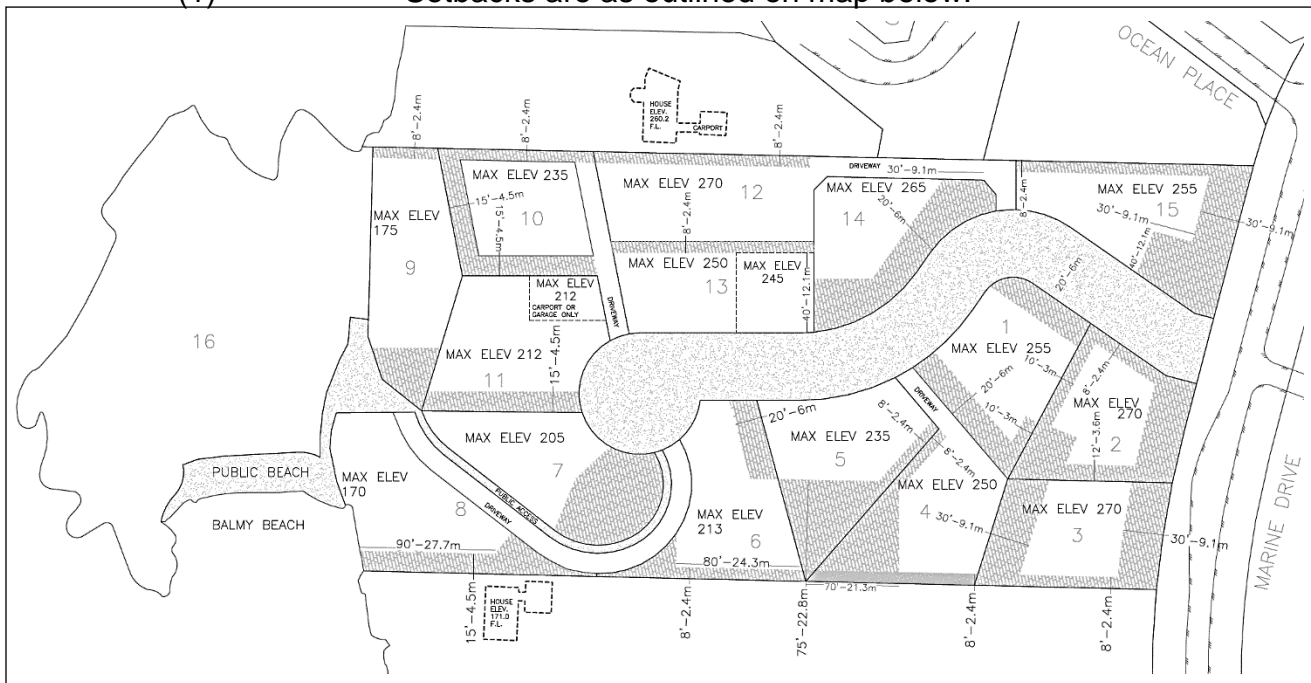 OCEAN PLACE
HOUSE
ELEV.
260.2
F.L.
CARPORT
8'-2.4m
8'-2.4m
8'-2.4m
DRIVEWAY
30'-9.1m
MAX ELEV 235
15'-4.5m
15'-4.5m
10
MAX ELEV 270
12
8'-2.4m
MAX ELEV 265
20'-6m
14
8'-2.4m
MAX ELEV 255
15
30'-9.1m
30'-9.1m
40'-12.1m
MAX ELEV
175
9
MAX ELEV 250
13
MAX ELEV
245
40'-12.1m
20'-6m
MAX ELEV
212
CARPORT OR
GARAGE ONLY
DRIVEWAY
16
MAX ELEV 212
15'-4.5m
11
1
MAX ELEV 255
10'-3m
20'-6m
10'-3m
8'-2.4m
MAX ELEV
270
12'-3.6m
2
DRIVEWAY
MAX ELEV 205
7
20'-6m
8'-2.4m
MAX ELEV 235
5
8'-2.4m
PUBLIC BEACH
MAX ELEV
170
BALMY BEACH
8
PUBLIC ACCESS
DRIVEWAY
MAX ELEV
213
6
MAX ELEV 250
4
30'-9.1m
MAX ELEV 270
3
30'-9.1m
MARINE DRIVE
90'-27.7m
80'-24.3m
70'-21.3m
HOUSE
ELEV.
171.0
F.L.
15'-4.5m
8'-2.4m
75'-22.8m
8'-2.4m
8'-2.4m